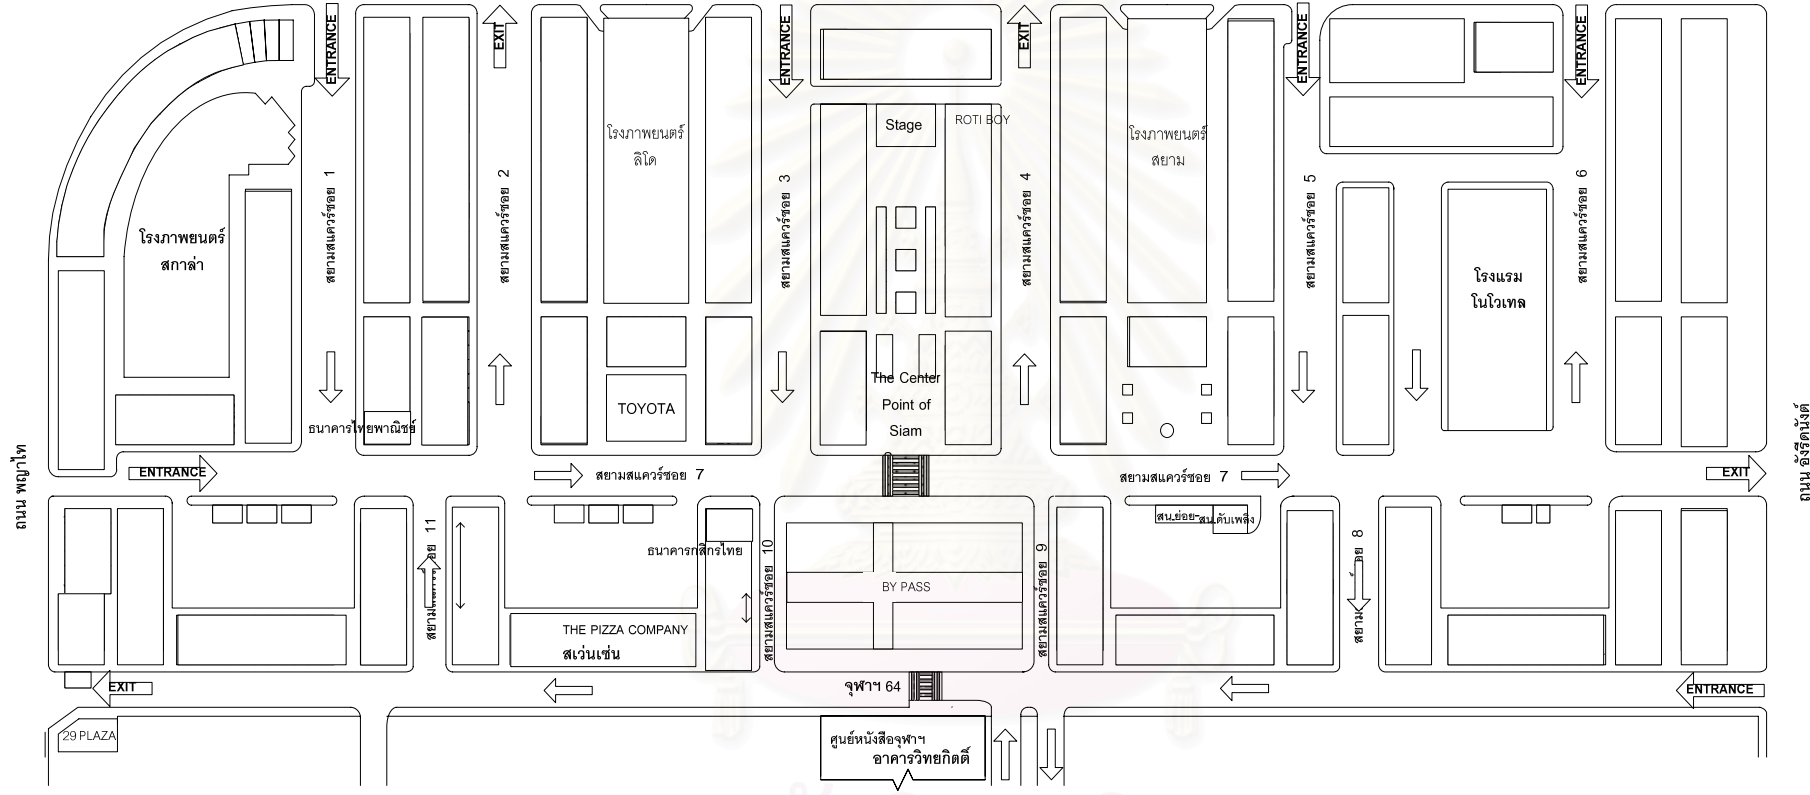 ENTRANCE
EXIT
ENTRANCE
EXIT
ENTRANCE
ENTRANCE
Stage
ROTI BOY
โรงภาพยนตร์
ลิโด
โรงภาพยนตร์
สยาม
สยามสแควร์ซอย 1
สยามสแควร์ซอย 2
สยามสแควร์ซอย 3
สยามสแควร์ซอย 4
สยามสแควร์ซอย 5
สยามสแควร์ซอย 6
โรงภาพยนตร์
สกาล่า
โรงแรม
โนโวเทล
The Center
Point of
Siam
TOYOTA
ธนาคารไทยพาณิชย์
ถนน พญาไท
ถนน อังรีดูนังต์
ENTRANCE
สยามสแควร์ซอย 7
สยามสแควร์ซอย 7
EXIT
สน.ย่อย
สน.ดับเพลิง
11
ธนาคารกสิกรไทย
สยามสแควร์ซอย 10
สยามสแควร์ซอย 9
8
สยาม
BY PASS
THE PIZZA COMPANY
สเว่นเซ่น
EXIT
จุฬาฯ 64
ENTRANCE
29 PLAZA
ศูนย์หนังสือจุฬาฯ
อาคารวิทยกิตติ์